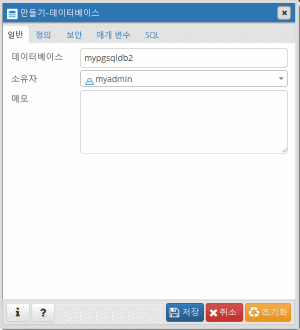 만들기-데이터베이스
일반 정의 보안 매개 변수 SQL
데이터베이스 mypgsqldb2
소유자 myadmin
메모
i ? 저장 취소 초기화